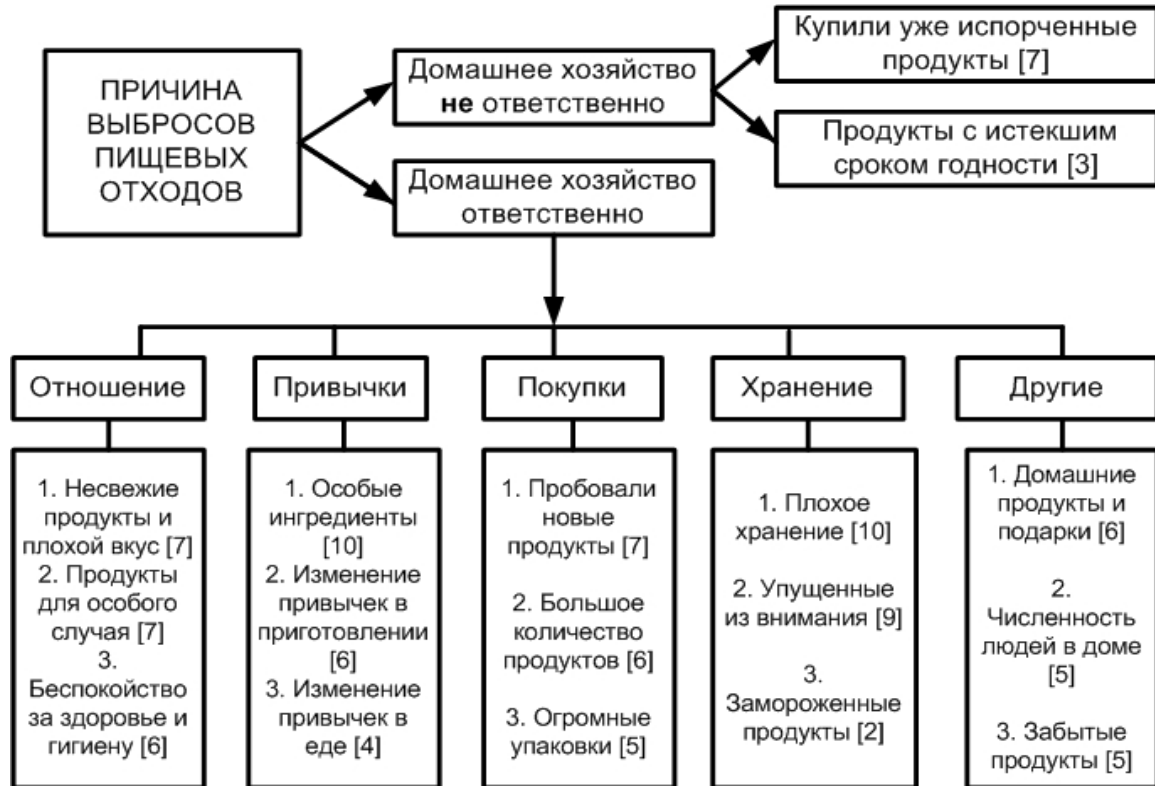 ПРИЧИНА
ВЫБРОСОВ
ПИЩЕВЫХ
ОТХОДОВ
Домашнее хозяйство
не ответственно
Домашнее хозяйство
ответственно
Купили уже испорченные
продукты [7]
Продукты с истекшим
сроком годности [3]
Отношение
1. Несвежие
продукты и
плохой вкус [7]
2. Продукты
для особого
случая [7]
3.
Беспокойство
за здоровье и
гигиену [6]
Привычки
1. Особые
ингредиенты
[10]
2. Изменение
привычек в
приготовлении
[6]
3. Изменение
привычек в
еде [4]
Покупки
1. Пробовали
новые
продукты [7]
2. Большое
количество
продуктов [6]
3. Огромные
упаковки [5]
Хранение
1. Плохое
хранение [10]
2. Упущенные
из внимания [9]
3.
Замороженные
продукты [2]
Другие
1. Домашние
продукты и
подарки [6]
2.
Численность
людей в доме
[5]
3. Забытые
продукты [5]